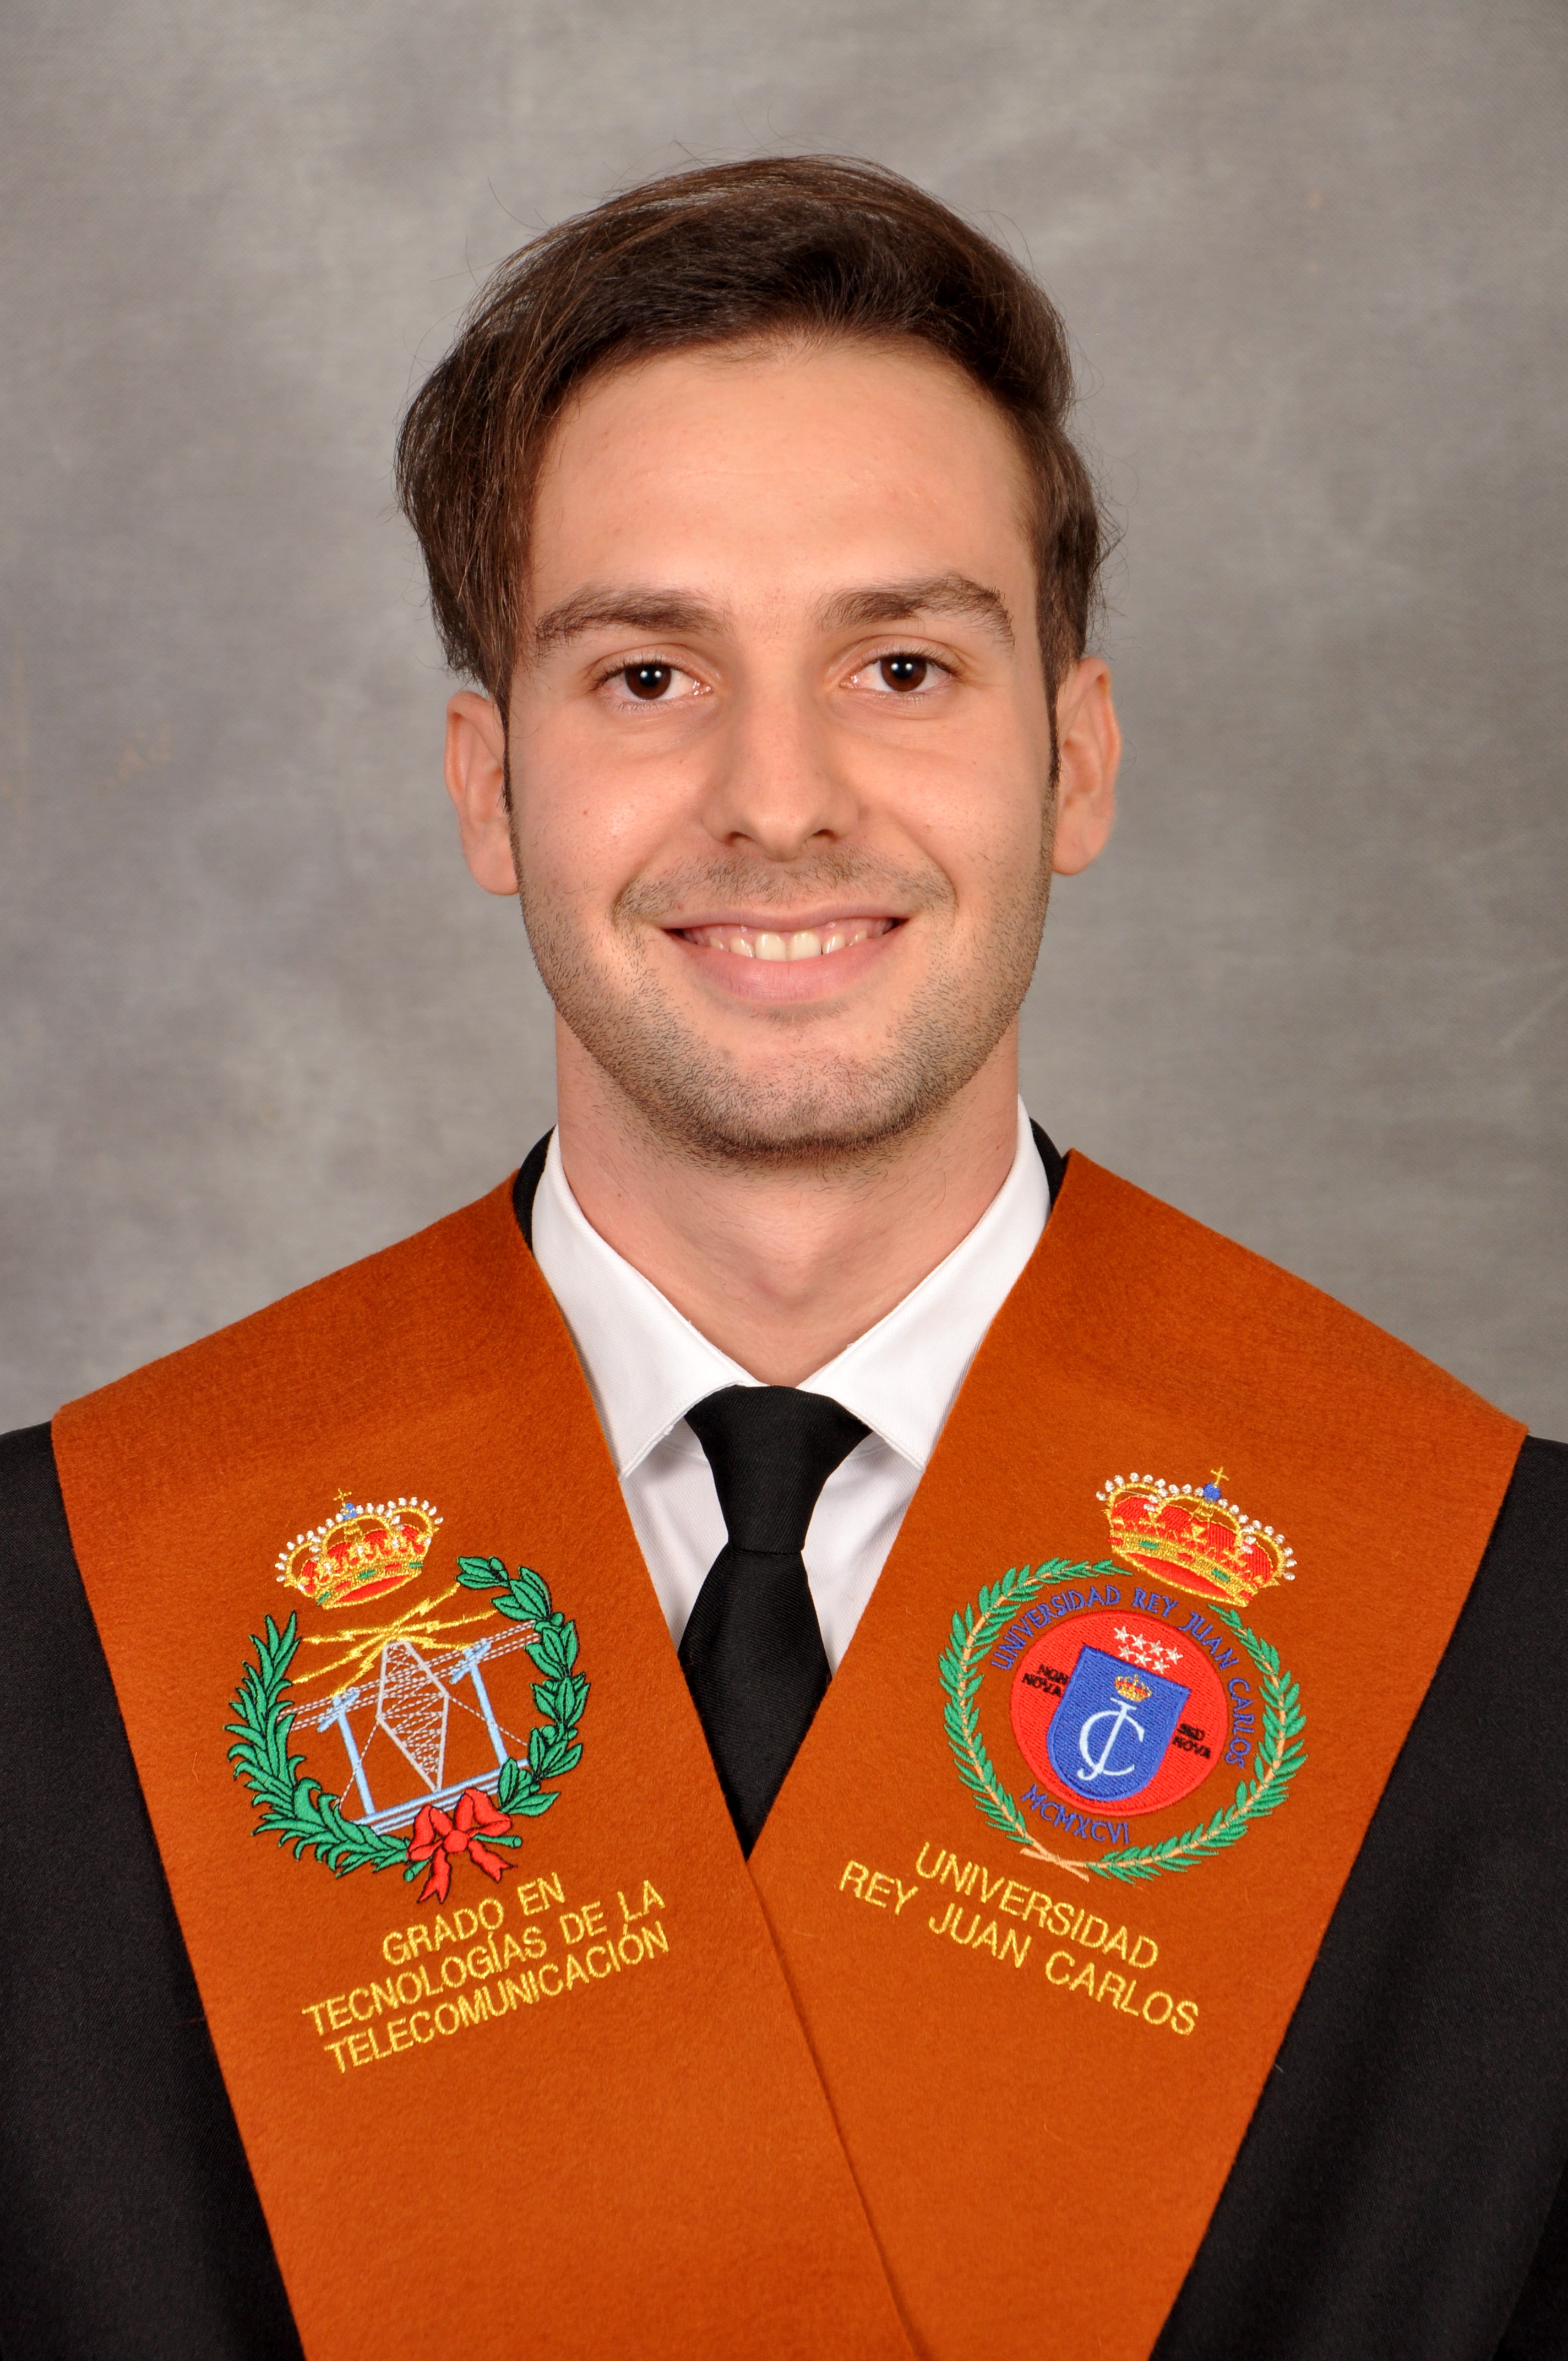 GRADO EN
TECNOLOGÍAS DE LA
TELECOMUNICACIÓN
UNIVERSIDAD REY JUAN CARLOS
NON
NOVA
SED
NOVA
JC
MCMXCVI
UNIVERSIDAD
REY JUAN CARLOS